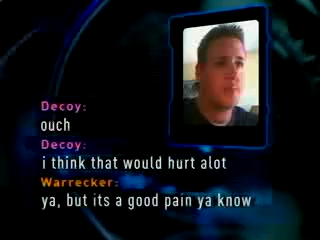 Decoy:
ouch
Decoy:
i think that would hurt alot
Warrecker:
ya, but its a good pain ya know